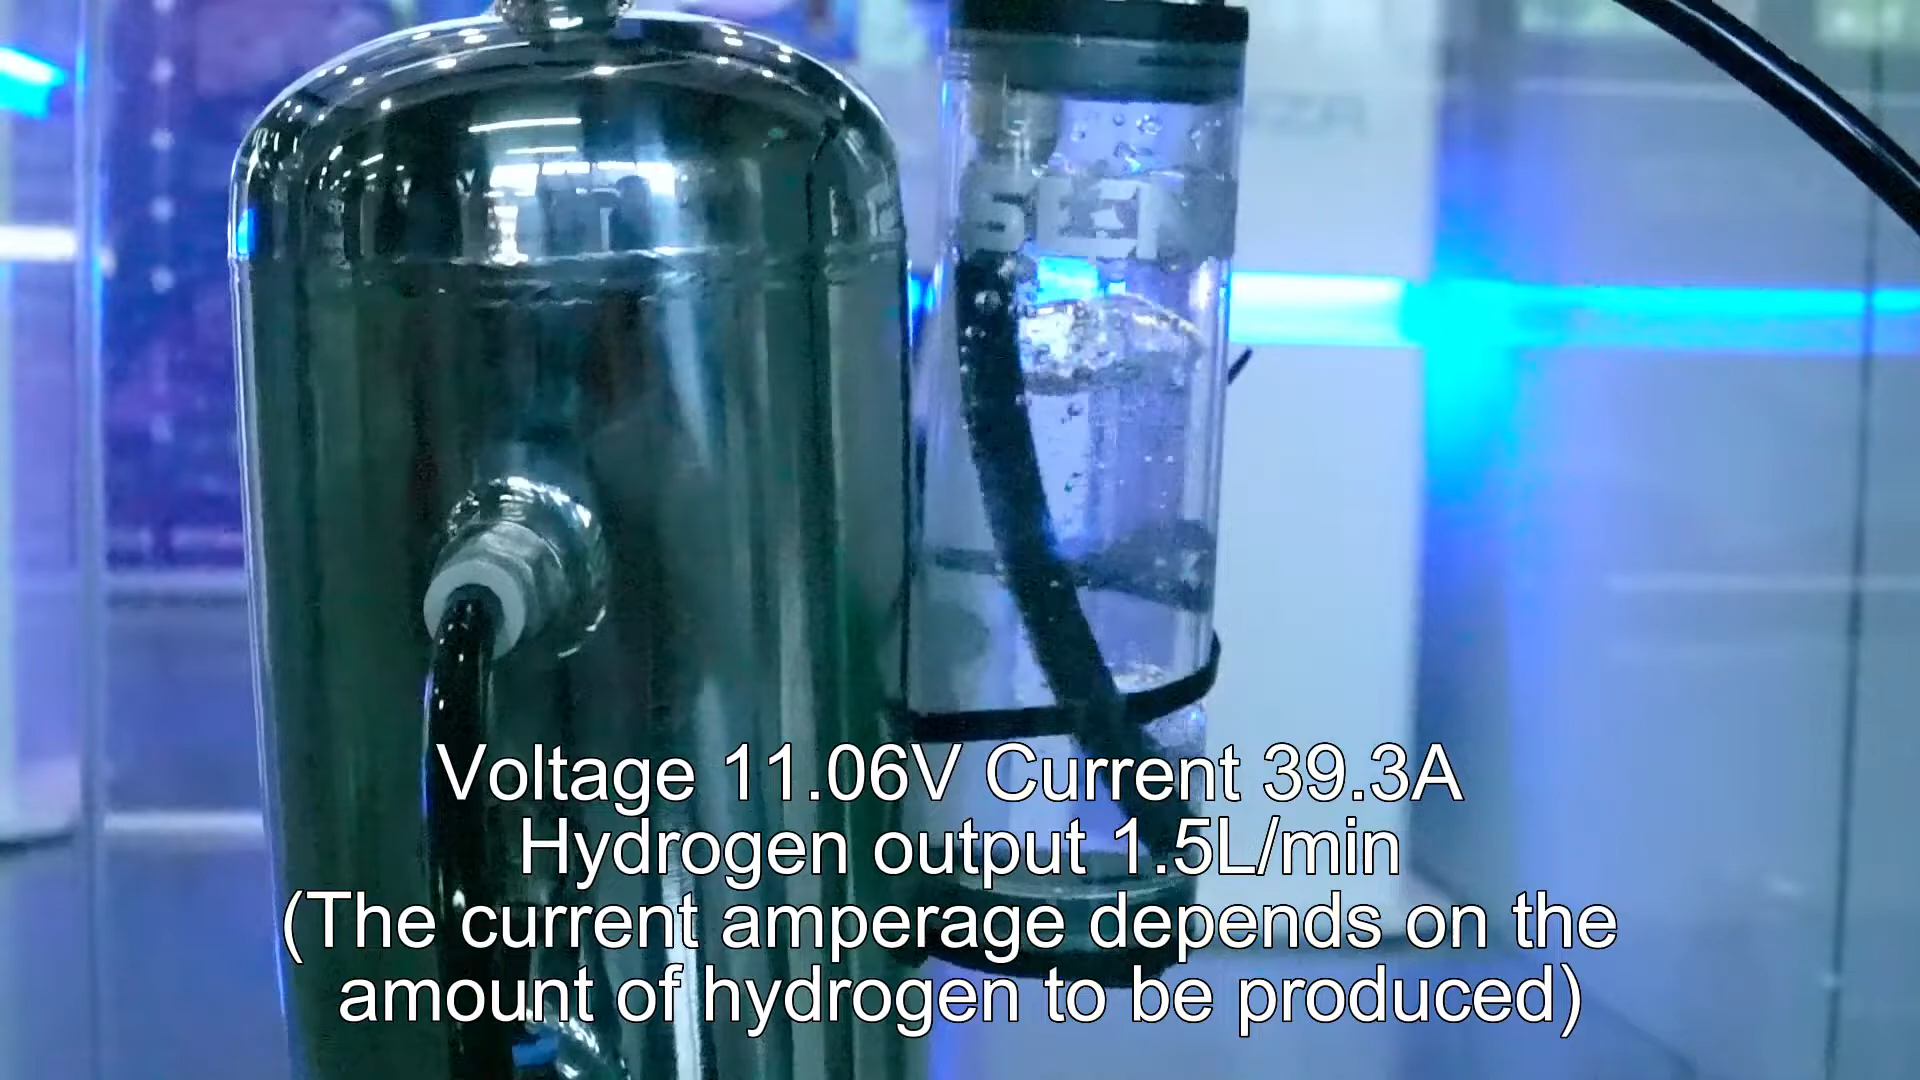 Voltage 11.06V Current 39.3A
Hydrogen output 1.5L/min
(The current amperage depends on the
amount of hydrogen to be produced)